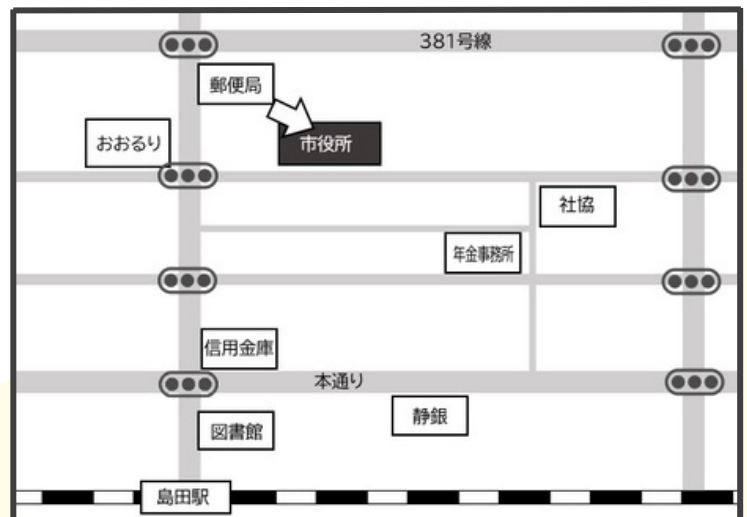 381号線
郵便局
おおるり
市役所
社協
年金事務所
信用金庫
本通り
静銀
図書館
島田駅